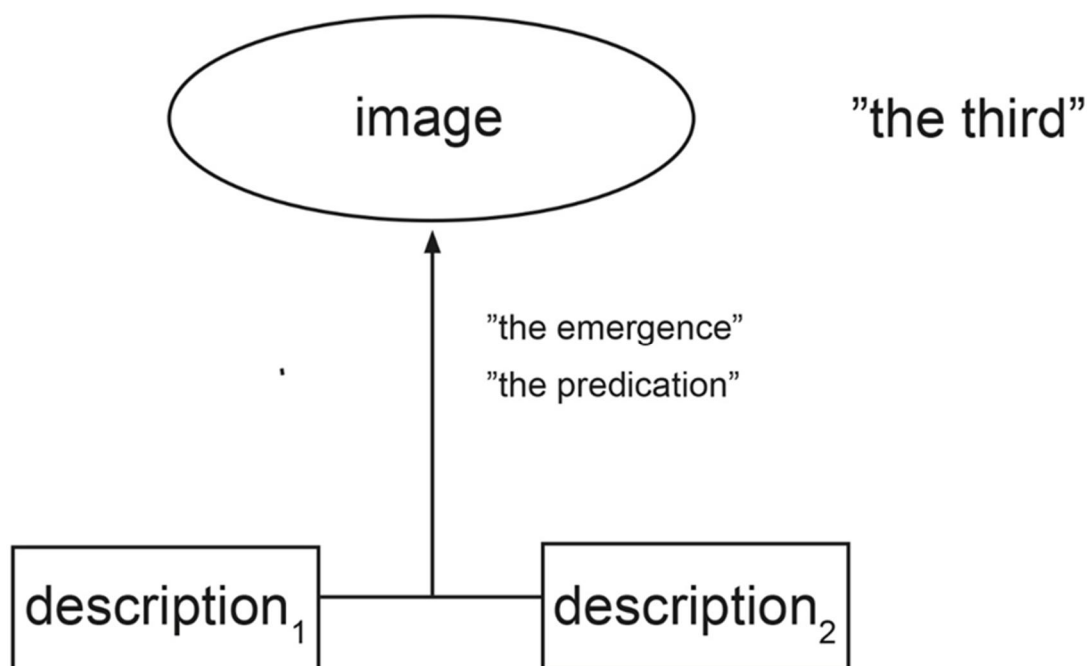 image
”the third”
”the emergence”
”the predication”
description₁
description₂